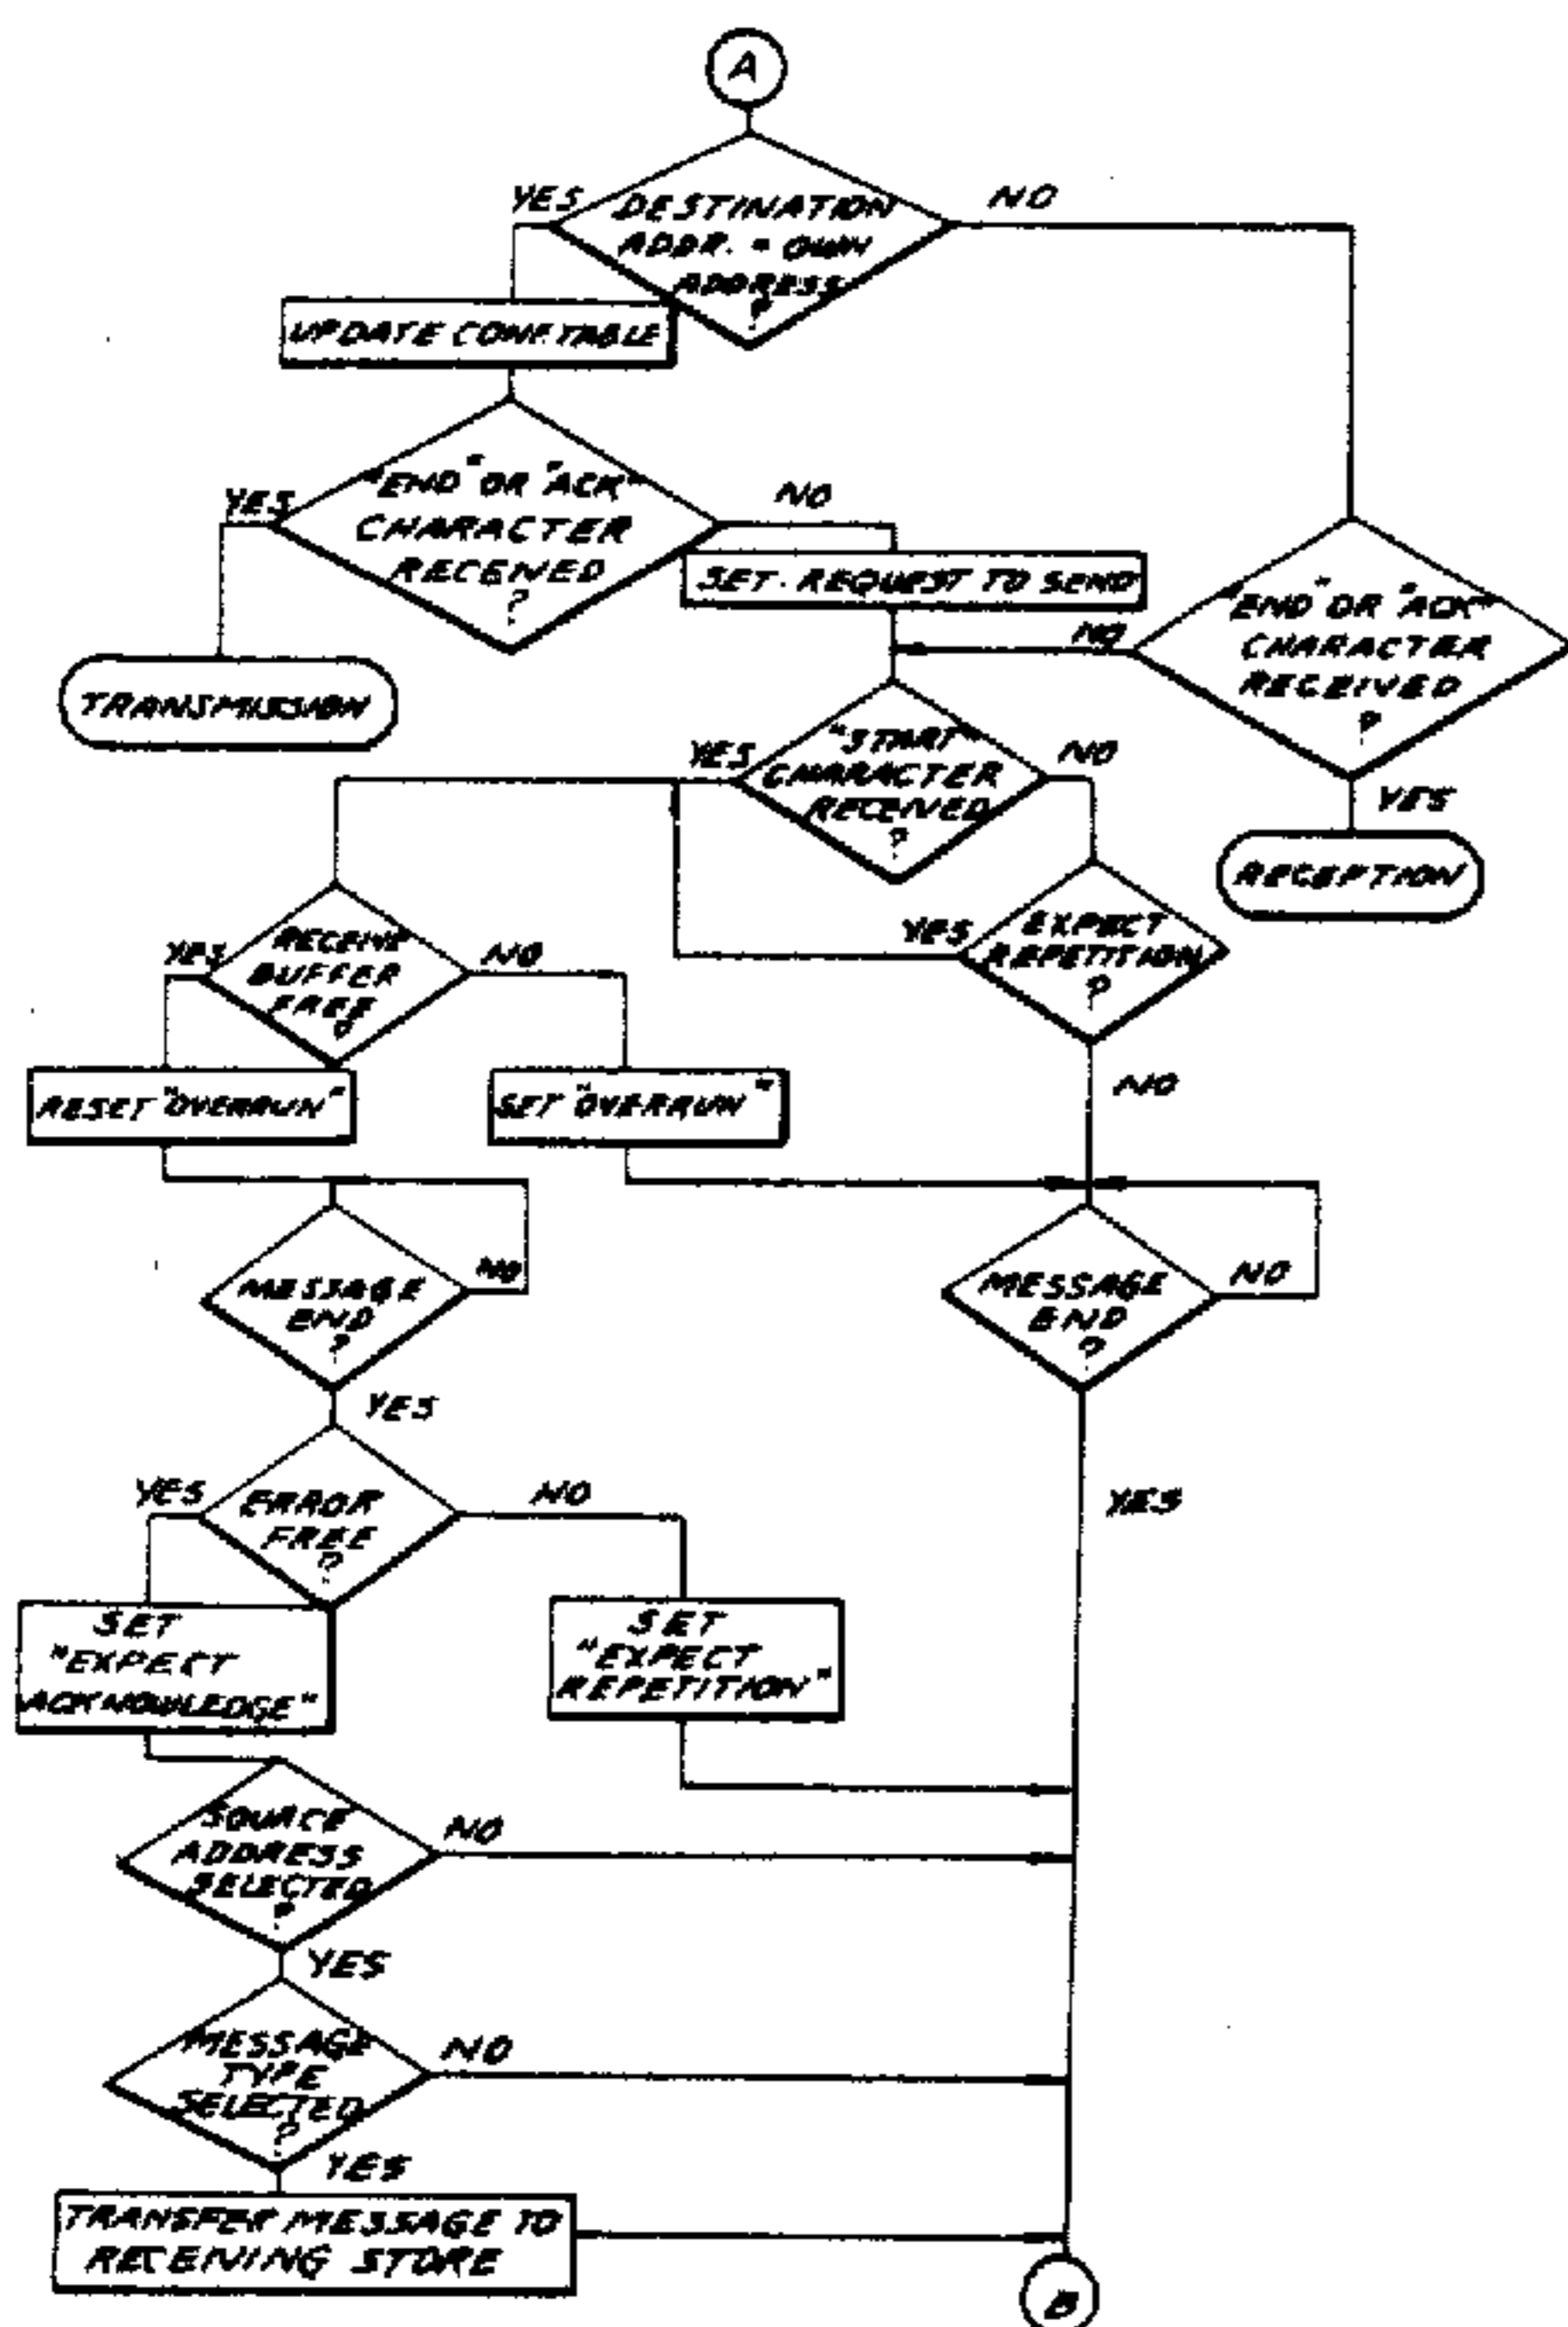 A
YES
DESTINATION
ADDR. = OWN
ADDRESS
?
NO
UPDATE CONF.TABLE
YES
"END" OR "ACK"
CHARACTER
RECEIVED
?
NO
SET. REQUEST TO SEND
TRANSMISSION
NO
"END" OR "ACK"
CHARACTER
RECEIVED
?
YES
RECEPTION
YES
"START"
CHARACTER
RECEIVED
?
NO
YES
EXPECT
REPETITION
?
NO
YES
RECEIVE
BUFFER
FREE
?
NO
RESET "OVERRUN"
SET "OVERRUN"
MESSAGE
END
?
NO
YES
MESSAGE
END
?
NO
YES
YES
ERROR
FREE
?
NO
SET
"EXPECT
ACKNOWLEDGE"
SET
"EXPECT
REPETITION"
SOURCE
ADDRESS
SELECTED
?
NO
YES
MESSAGE
TYPE
SELECTED
?
NO
YES
TRANSFER MESSAGE TO
RECEIVING STORE
B